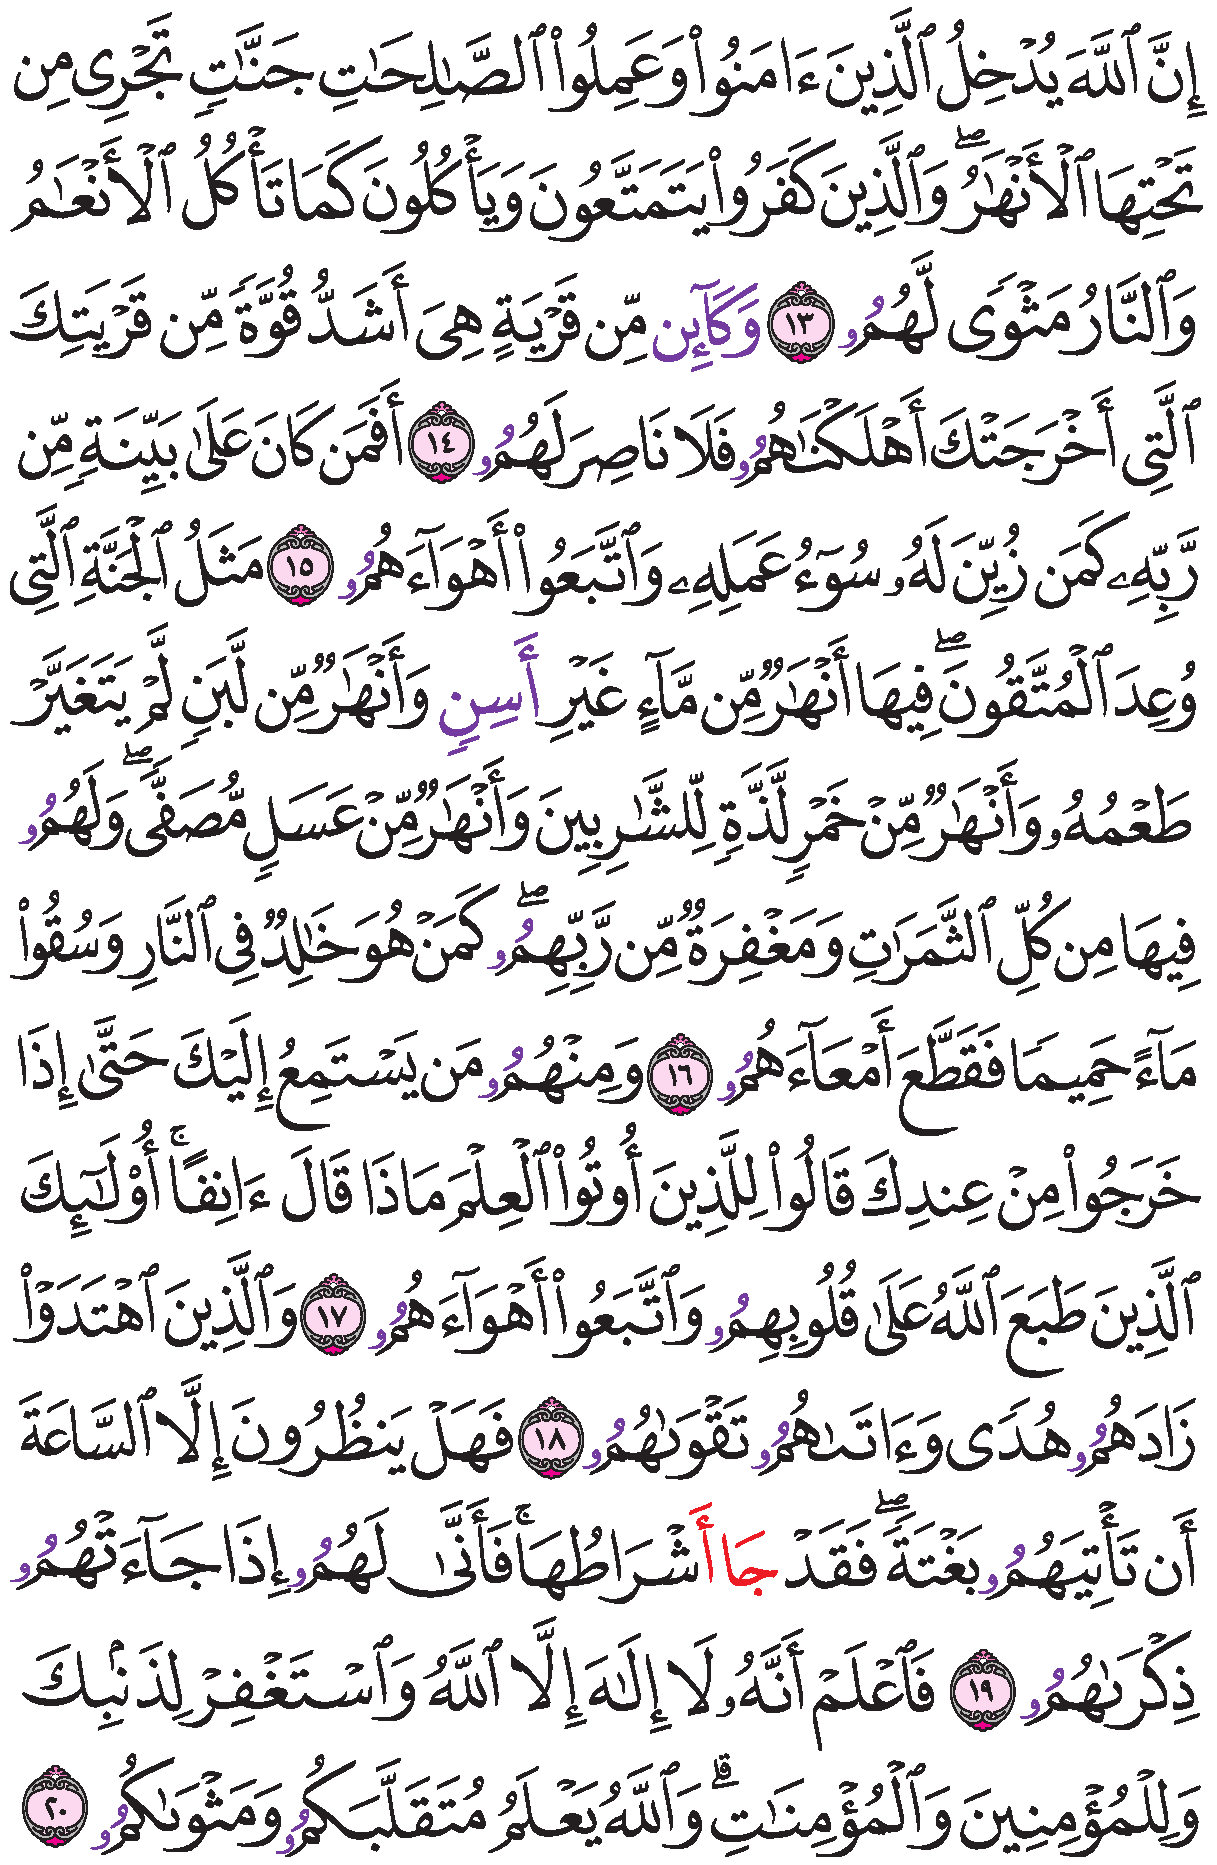 إِنَّ ٱللَّهَ يُدْخِلُ ٱلَّذِينَ ءَامَنُوا۟ وَعَمِلُوا۟ ٱلصَّـٰلِحَـٰتِ جَنَّـٰتٍ تَجْرِى مِن
تَحْتِهَا ٱلْأَنْهَـٰرُ ۖ وَٱلَّذِينَ كَفَرُوا۟ يَتَمَتَّعُونَ وَيَأْكُلُونَ كَمَا تَأْكُلُ ٱلْأَنْعَـٰمُ
وَٱلنَّارُ مَثْوًى لَّهُمُۥ ١٣ وَكَآئِن مِّن قَرْيَةٍ هِىَ أَشَدُّ قُوَّةً مِّن قَرْيَتِكَ
ٱلَّتِى أَخْرَجَتْكَ أَهْلَكْنَـٰهُمُۥ فَلَا نَاصِرَ لَهُمُۥ ١٤ أَفَمَن كَانَ عَلَىٰ بَيِّنَةٍ مِّن
رَّبِّهِۦ كَمَن زُيِّنَ لَهُۥ سُوٓءُ عَمَلِهِۦ وَٱتَّبَعُوا۟ أَهْوَآءَهُمُۥ ١٥ مَثَلُ ٱلْجَنَّةِ ٱلَّتِى
وُعِدَ ٱلْمُتَّقُونَ ۖ فِيهَا أَنْهَـٰرٌ مِّن مَّآءٍ غَيْرِ أَسِنٍ وَأَنْهَـٰرٌ مِّن لَّبَنٍ لَّمْ يَتَغَيَّرْ
طَعْمُهُۥ وَأَنْهَـٰرٌ مِّنْ خَمْرٍ لَّذَّةٍ لِّلشَّـٰرِبِينَ وَأَنْهَـٰرٌ مِّنْ عَسَلٍ مُّصَفًّى ۖ وَلَهُمُۥ
فِيهَا مِن كُلِّ ٱلثَّمَرَٰتِ وَمَغْفِرَةٌ مِّن رَّبِّهِمُۥ ۖ كَمَنْ هُوَ خَـٰلِدٌ فِى ٱلنَّارِ وَسُقُوا۟
مَآءً حَمِيمًا فَقَطَّعَ أَمْعَآءَهُمُۥ ١٦ وَمِنْهُمُۥ مَن يَسْتَمِعُ إِلَيْكَ حَتَّىٰ إِذَا
خَرَجُوا۟ مِنْ عِندِكَ قَالُوا۟ لِلَّذِينَ أُوتُوا۟ ٱلْعِلْمَ مَاذَا قَالَ ءَانِفًا ۚ أُو۟لَـٰٓئِكَ
ٱلَّذِينَ طَبَعَ ٱللَّهُ عَلَىٰ قُلُوبِهِمُۥ وَٱتَّبَعُوا۟ أَهْوَآءَهُمُۥ ١٧ وَٱلَّذِينَ ٱهْتَدَوْا۟
زَادَهُمُۥ هُدًى وَءَاتَىٰهُمُۥ تَقْوَىٰهُمُۥ ١٨ فَهَلْ يَنظُرُونَ إِلَّا ٱلسَّاعَةَ
أَن تَأْتِيَهُمُۥ بَغْتَةً ۖ فَقَدْ جَا أَشْرَاطُهَا ۚ فَأَنَّىٰ لَهُمُۥ إِذَا جَآءَتْهُمُۥ
ذِكْرَىٰهُمُۥ ١٩ فَٱعْلَمْ أَنَّهُۥ لَا إِلَـٰهَ إِلَّا ٱللَّهُ وَٱسْتَغْفِرْ لِذَنۢبِكَ
وَلِلْمُؤْمِنِينَ وَٱلْمُؤْمِنَـٰتِ ۗ وَٱللَّهُ يَعْلَمُ مُتَقَلَّبَكُمُۥ وَمَثْوَىٰكُمُۥ ٢٠